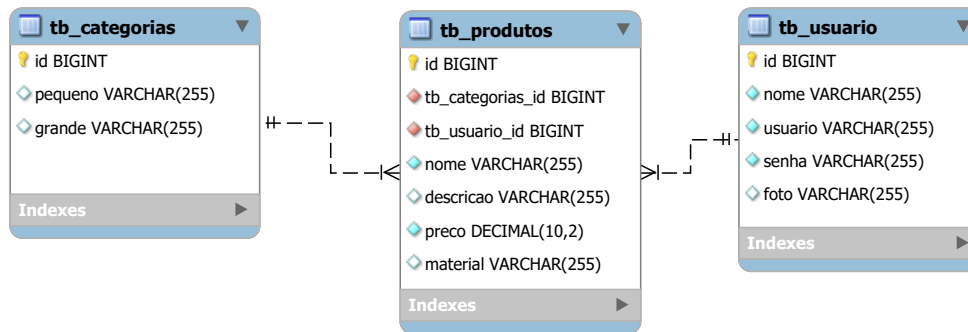 tb_categorias
id BIGINT
pequeno VARCHAR(255)
grande VARCHAR(255)
Indexes
tb_produtos
id BIGINT
tb_categorias_id BIGINT
tb_usuario_id BIGINT
nome VARCHAR(255)
descricao VARCHAR(255)
preco DECIMAL(10,2)
material VARCHAR(255)
Indexes
tb_usuario
id BIGINT
nome VARCHAR(255)
usuario VARCHAR(255)
senha VARCHAR(255)
foto VARCHAR(255)
Indexes